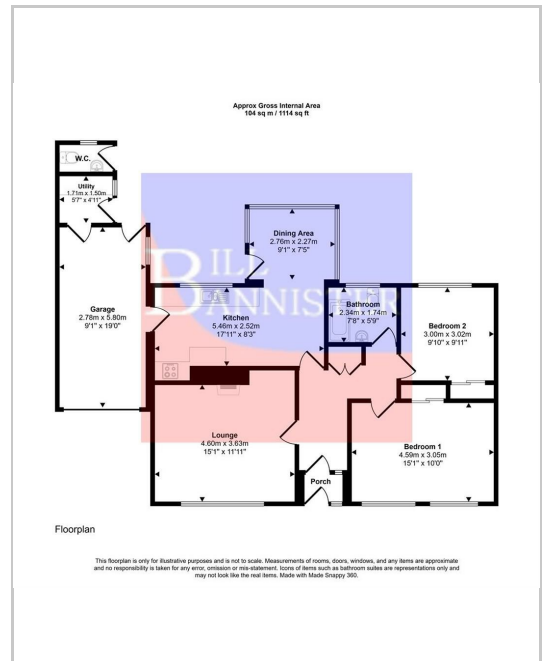 Approx Gross Internal Area
104 sq m / 1114 sq ft
W.C.
Utility
1.71m x 1.50m
5'7" x 4'11"
Dining Area
2.76m x 2.27m
9'1" x 7'5"
BILL
BANNISTER
Bathroom
2.34m x 1.74m
7'8" x 5'9"
Garage
2.78m x 5.80m
9'1" x 19'0"
Kitchen
5.46m x 2.52m
17'11" x 8'3"
Bedroom 2
3.00m x 3.02m
9'10" x 9'11"
Lounge
4.60m x 3.63m
15'1" x 11'11"
Bedroom 1
4.59m x 3.05m
15'1" x 10'0"
Porch
Floorplan
This floorplan is only for illustrative purposes and is not to scale. Measurements of rooms, doors, windows, and any items are approximate
and no responsibility is taken for any error, omission or mis-statement. Icons of items such as bathroom suites are representations only and
may not look like the real items. Made with Made Snappy 360.